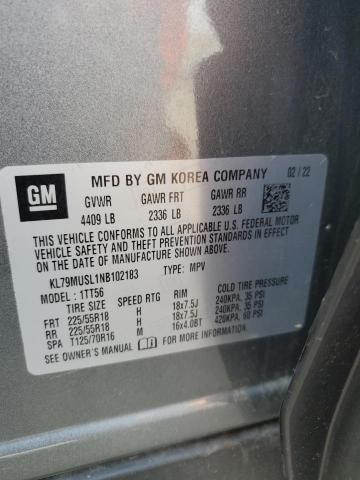 GM
MFD BY GM KOREA COMPANY 02/22
GVWR GAWR FRT GAWR RR
4409 LB 2336 LB 2336 LB
THIS VEHICLE CONFORMS TO ALL APPLICABLE U.S. FEDERAL MOTOR
VEHICLE SAFETY AND THEFT PREVENTION STANDARDS IN EFFECT ON
THE DATE OF MANUFACTURE SHOWN ABOVE.
KL79MUSL1NB102183 TYPE: MPV
MODEL: 1TT56
TIRE SIZE SPEED RTG RIM COLD TIRE PRESSURE
FRT 225/55R18 H 18x7.5J 240KPA, 35 PSI
RR 225/55R18 H 18x7.5J 240KPA, 35 PSI
SPA T125/70R16 M 16x4.0BT 420KPA, 60 PSI
SEE OWNER'S MANUAL FOR MORE INFORMATION.